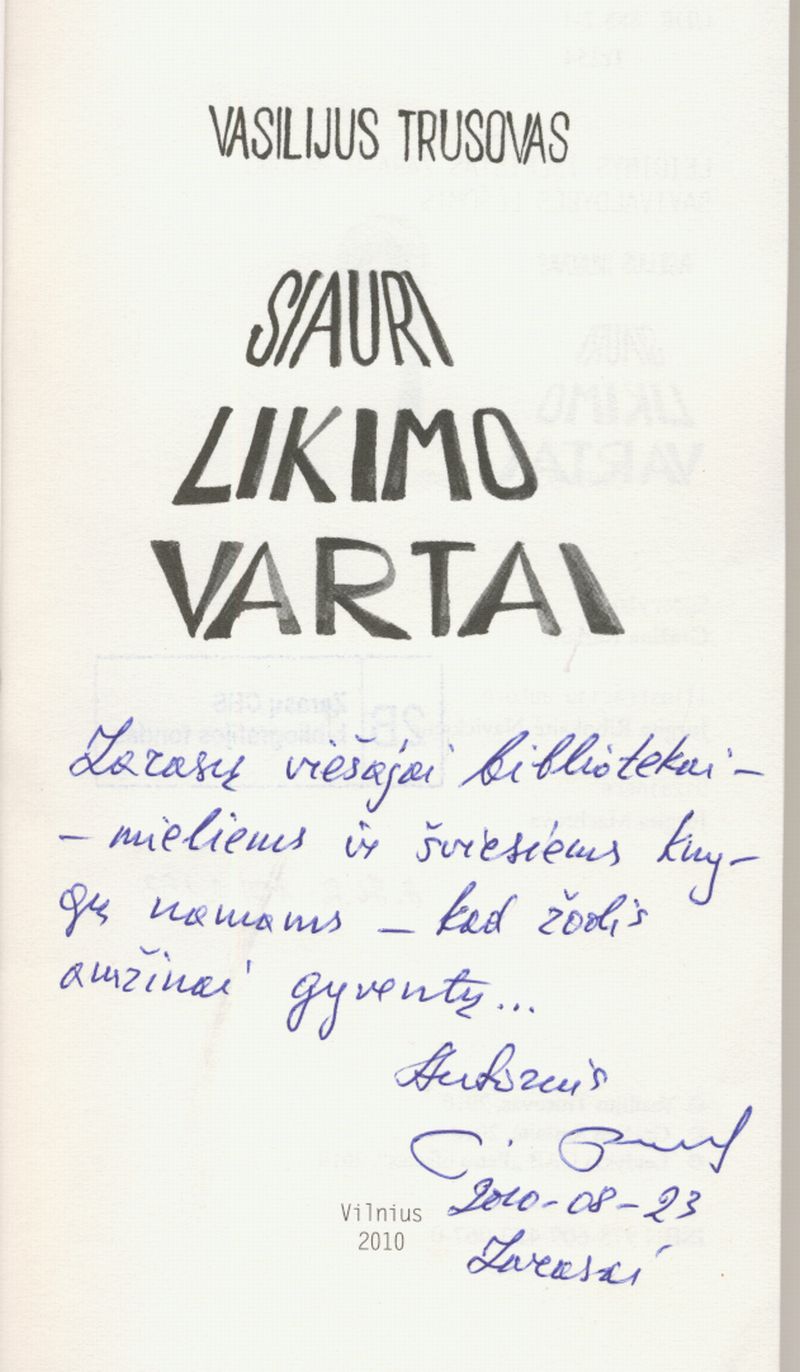 VASILIJUS TRUSOVAS
SIAURI
LIKIMO
VARTAI
Zarasų viešajai bibliotekai –
– mieliems ir šviesiems kny-
gų namams – kad žodis
amžinai gyventų...
Autorius
2010-08-23
Zarasai
Vilnius
2010